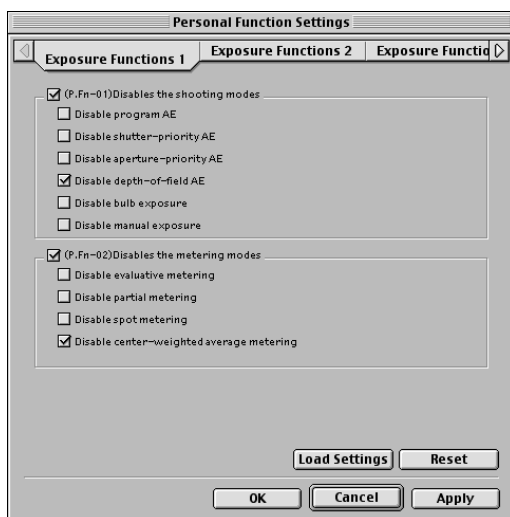 Personal Function Settings
Exposure Functions 1
Exposure Functions 2
Exposure Functio
(P.Fn-01)Disables the shooting modes
Disable program AE
Disable shutter-priority AE
Disable aperture-priority AE
Disable depth-of-field AE
Disable bulb exposure
Disable manual exposure
(P.Fn-02)Disables the metering modes
Disable evaluative metering
Disable partial metering
Disable spot metering
Disable center-weighted average metering
Load Settings
Reset
OK
Cancel
Apply